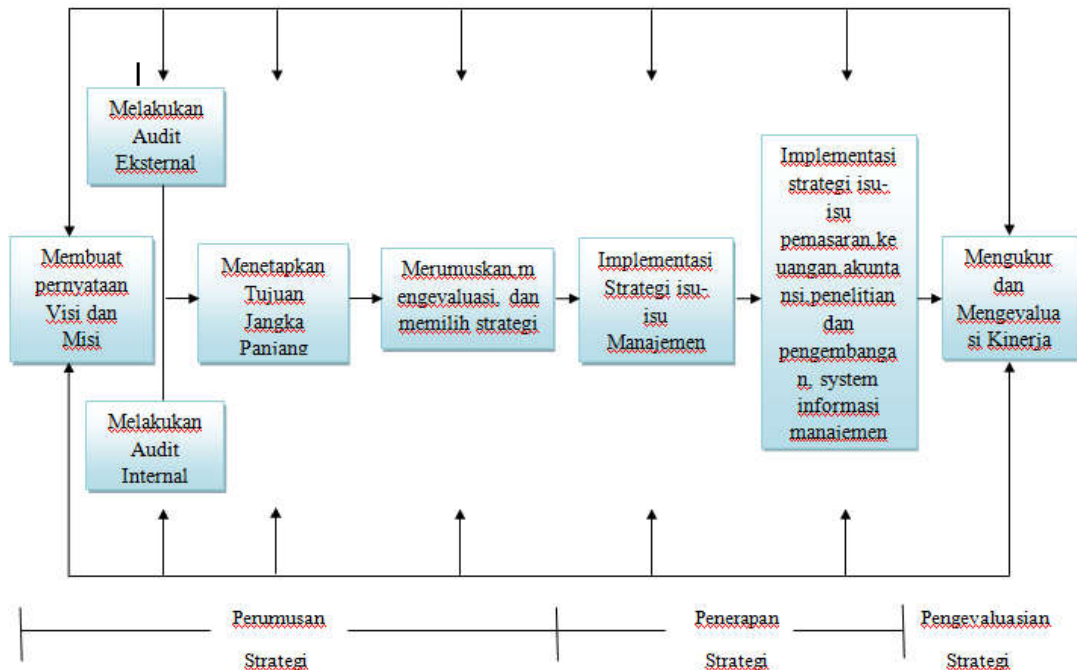 Melakukan
Audit
Eksternal
Membuat
pernyataan
Visi dan
Misi
Melakukan
Audit
Internal
Menetapkan
Tujuan
Jangka
Panjang
Merumuskan,m
engevaluasi, dan
memilih strategi
Implementasi
Strategi isu-
isu
Manajemen
Implementasi
strategi isu-
isu
pemasaran,ke
uangan,akunta
nsi,penelitian
dan
pengembanga
n, system
informasi
manajemen
Mengukur
dan
Mengevalua
si Kinerja
Perumusan
Strategi
Penerapan
Strategi
Pengevaluasian
Strategi